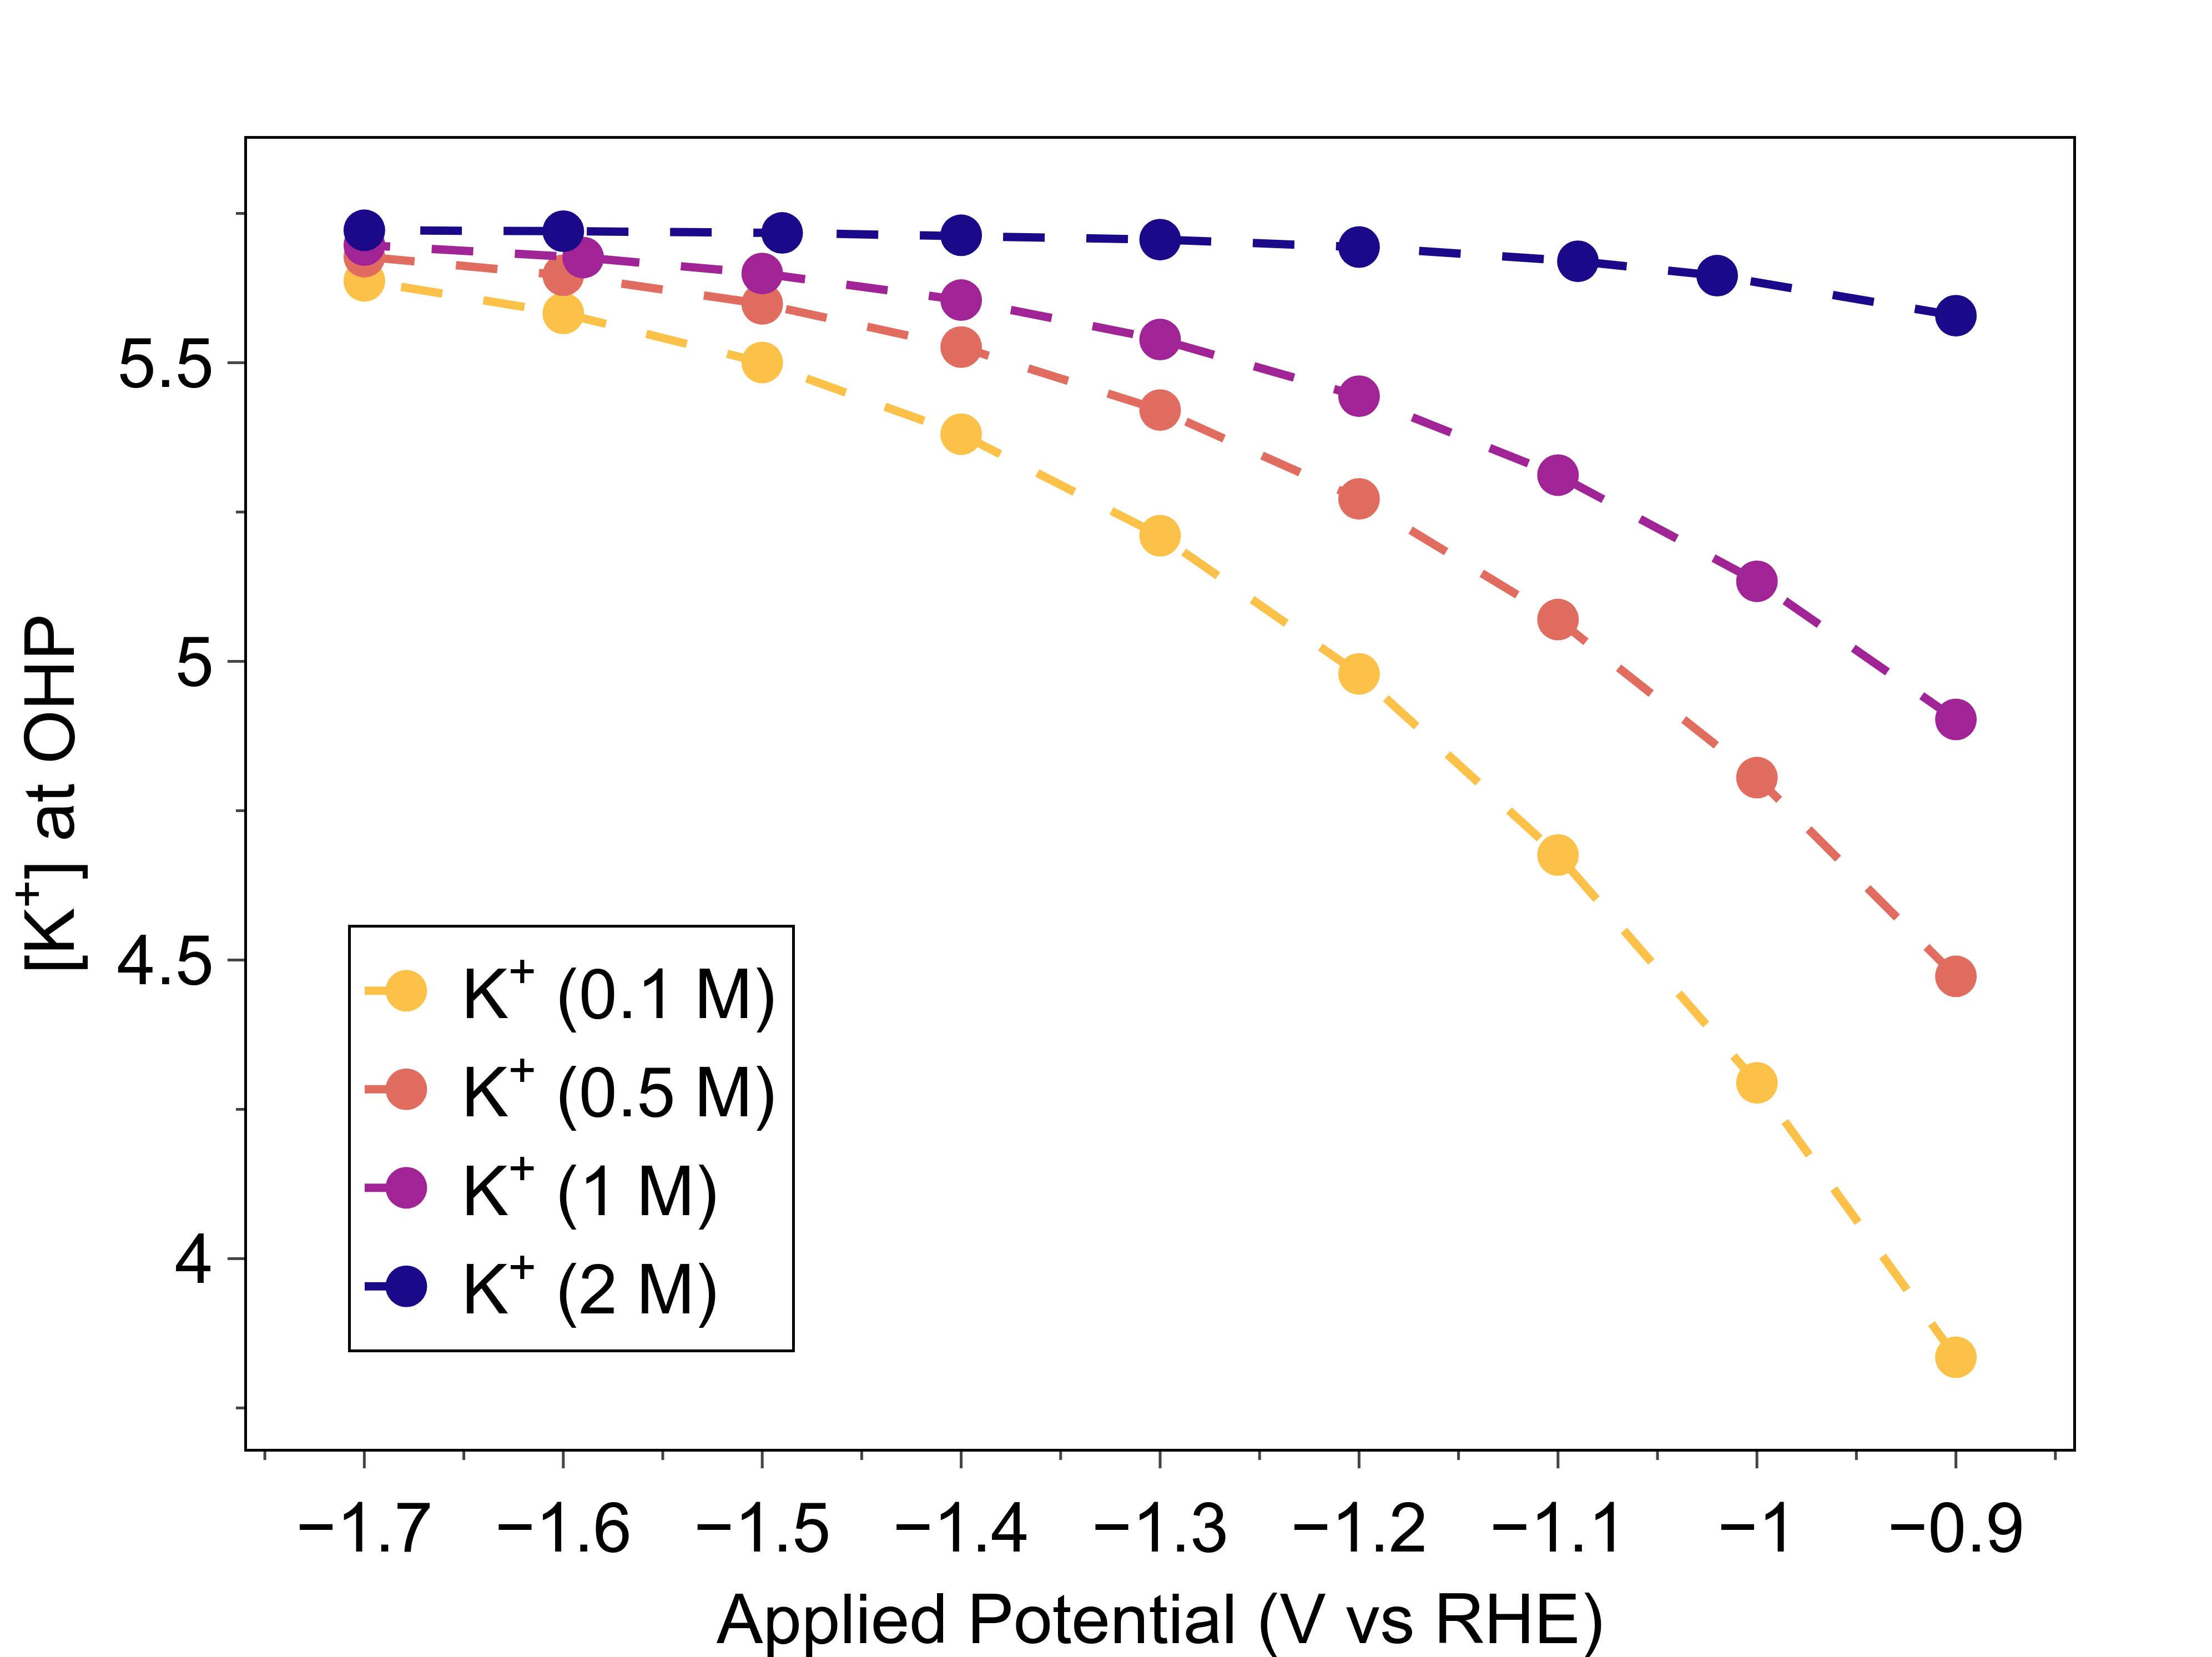 [K⁺] at OHP
5.5
5
4.5
4
K⁺ (0.1 M)
K⁺ (0.5 M)
K⁺ (1 M)
K⁺ (2 M)
−1.7 −1.6 −1.5 −1.4 −1.3 −1.2 −1.1 −1 −0.9
Applied Potential (V vs RHE)